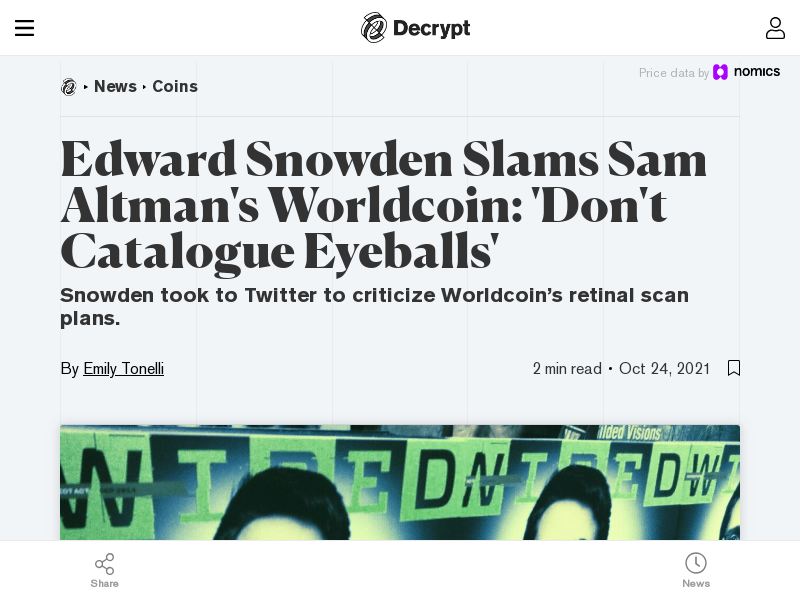 Decrypt
Price data by nomics
News Coins
Edward Snowden Slams Sam
Altman's Worldcoin: 'Don't
Catalogue Eyeballs'
Snowden took to Twitter to criticize Worldcoin’s retinal scan
plans.
By Emily Tonelli
2 min read • Oct 24, 2021
ilded Visions
WIRED WIRED WI
Share
News